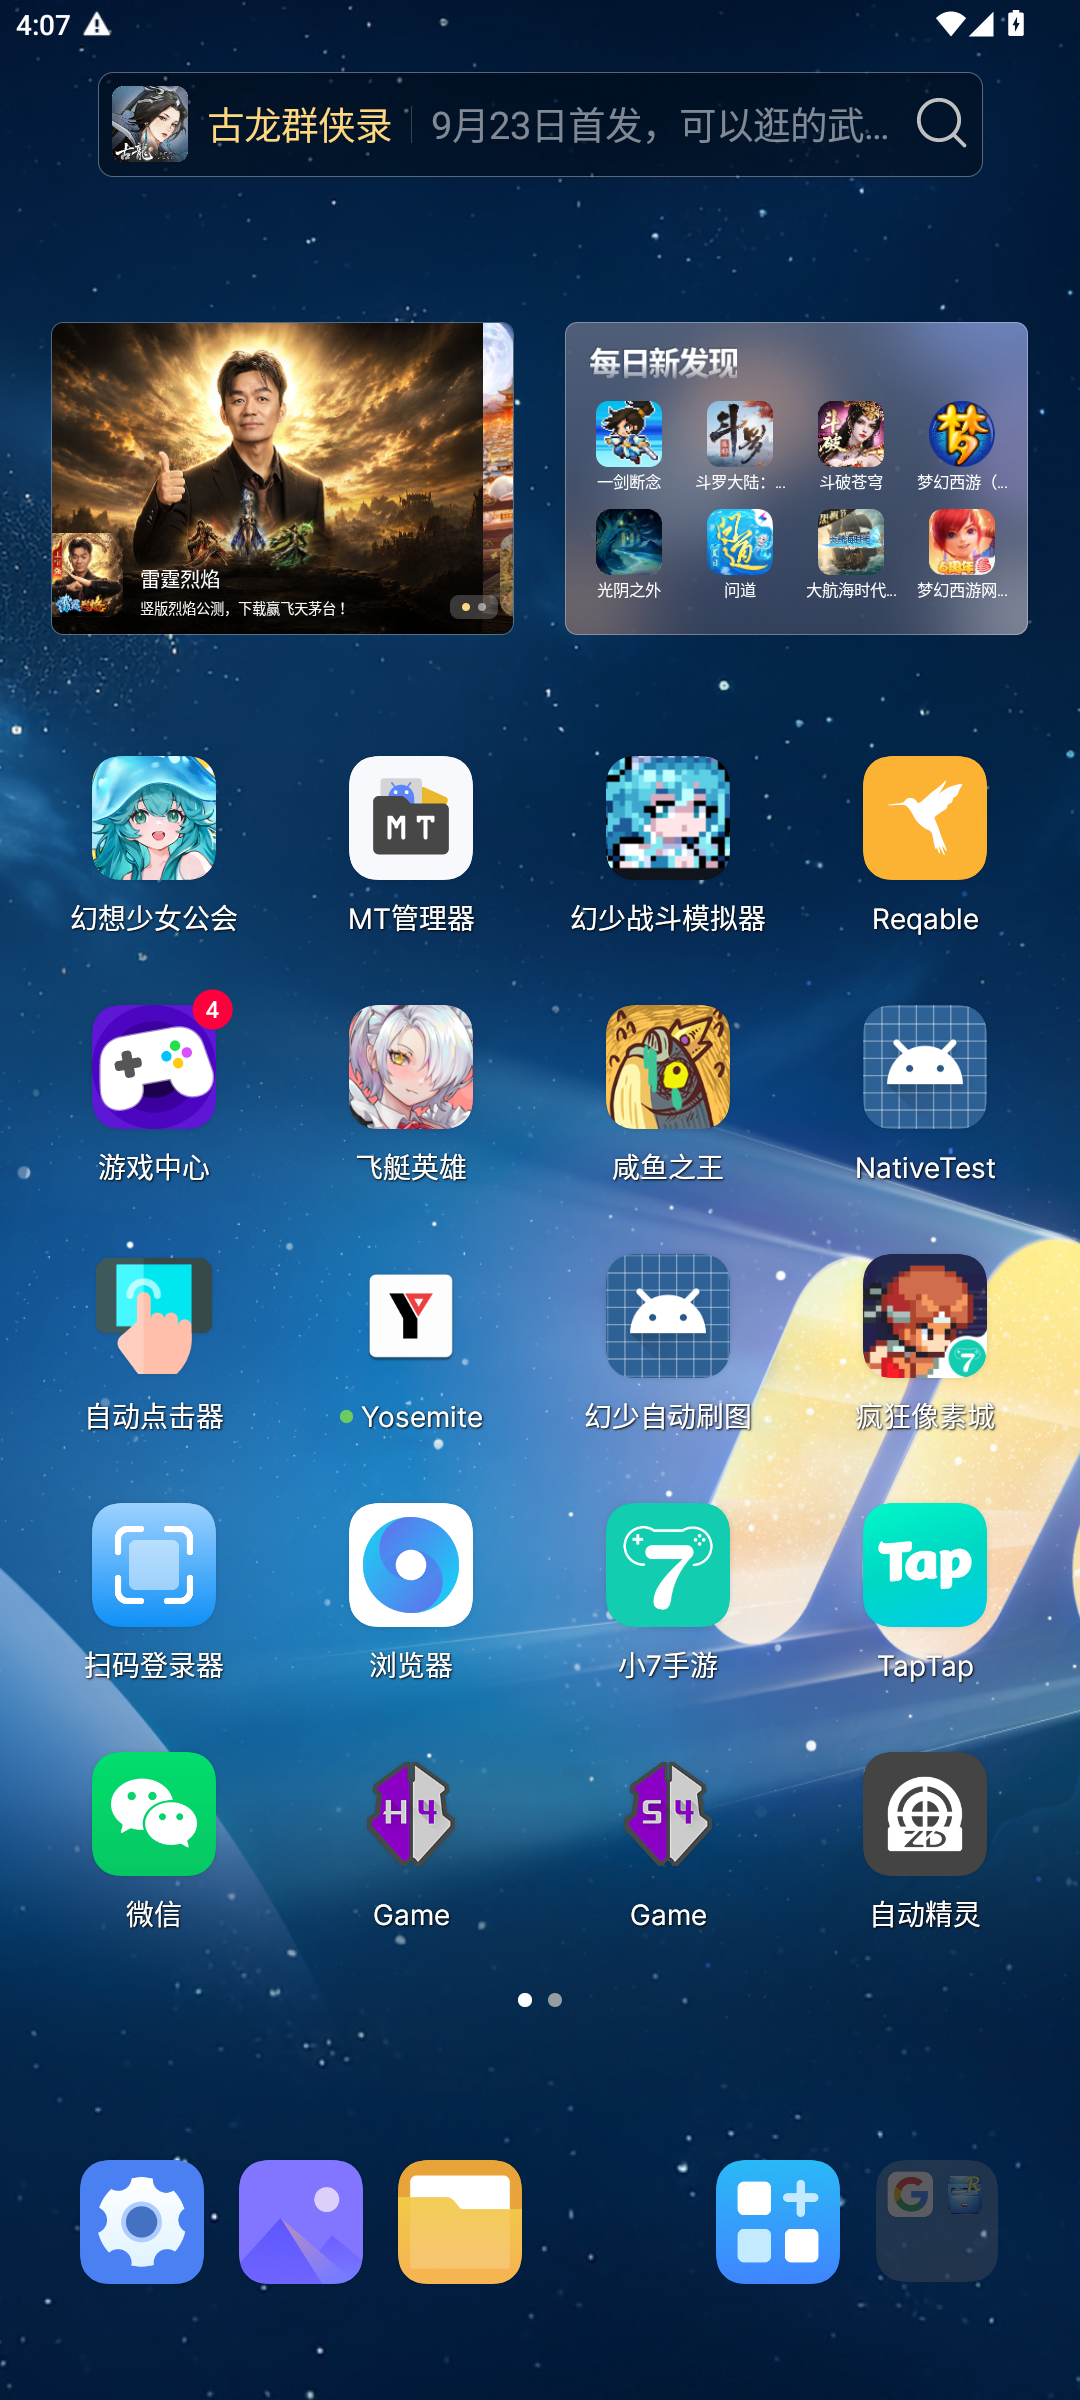 4:07
古龙群侠录 9月23日首发，可以逛的武...
每日新发现
一剑断念 斗罗大陆：... 斗破苍穹 梦幻西游（...
光阴之外 问道 大航海时代... 梦幻西游网...
雷霆烈焰
竖版烈焰公测，下载赢飞天茅台！
MT
幻想少女公会 MT管理器 幻少战斗模拟器 Reqable
4
游戏中心 飞艇英雄 咸鱼之王 NativeTest
自动点击器 Yosemite 幻少自动刷图 疯狂像素城
7 Tap
扫码登录器 浏览器 小7手游 TapTap
H4 S4 ZD
微信 Game Game 自动精灵